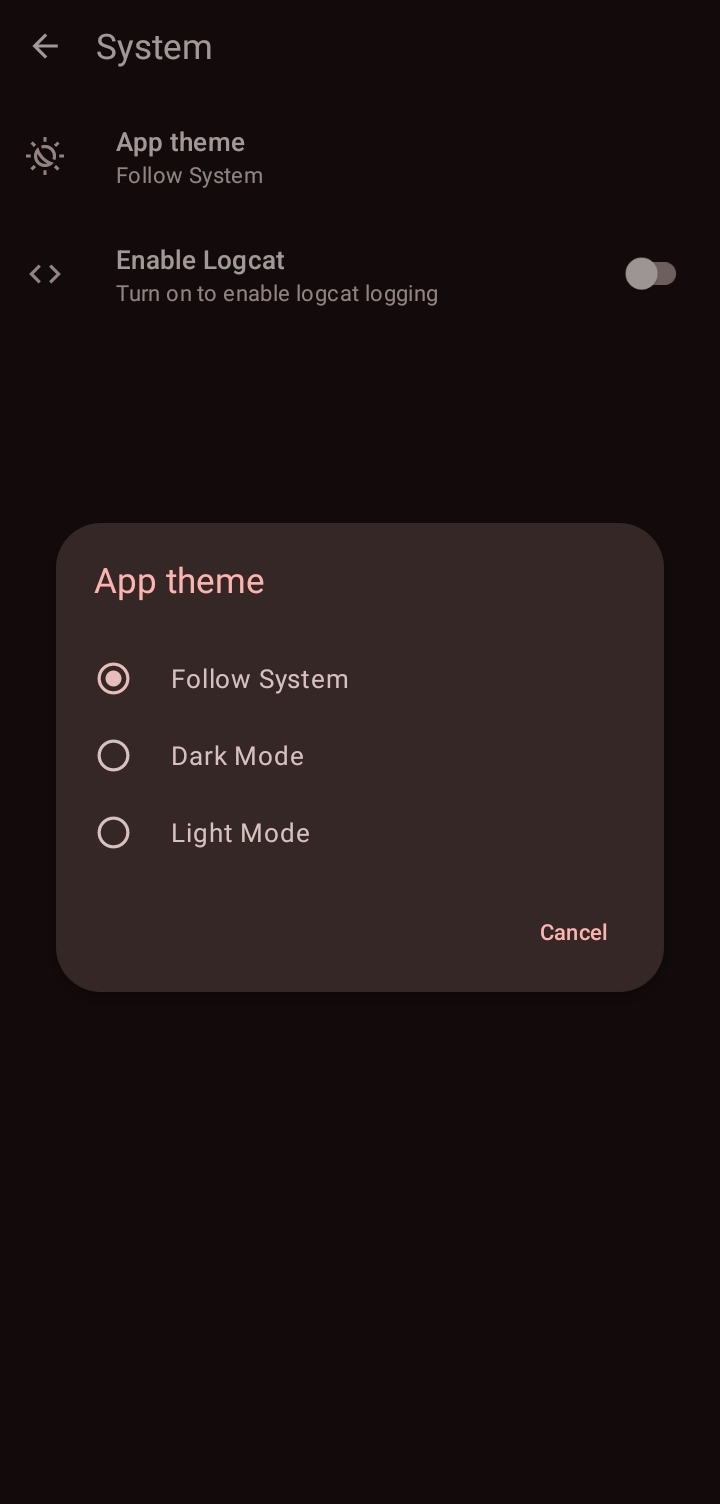 System
App theme
Follow System
Enable Logcat
Turn on to enable logcat logging
App theme
Follow System
Dark Mode
Light Mode
Cancel